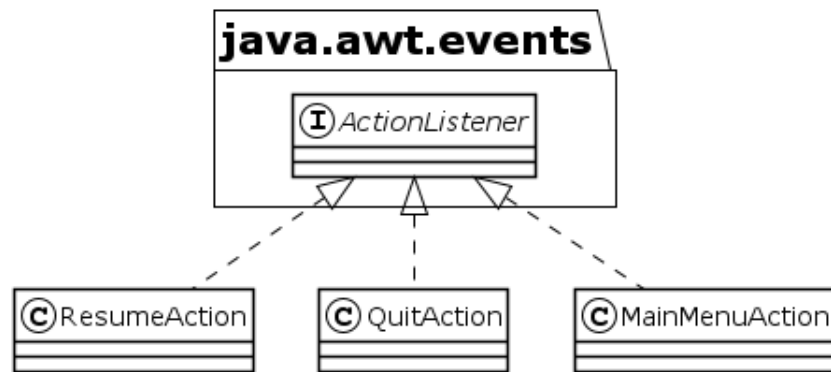 java.awt.events
I ActionListener
C ResumeAction
C QuitAction
C MainMenuAction